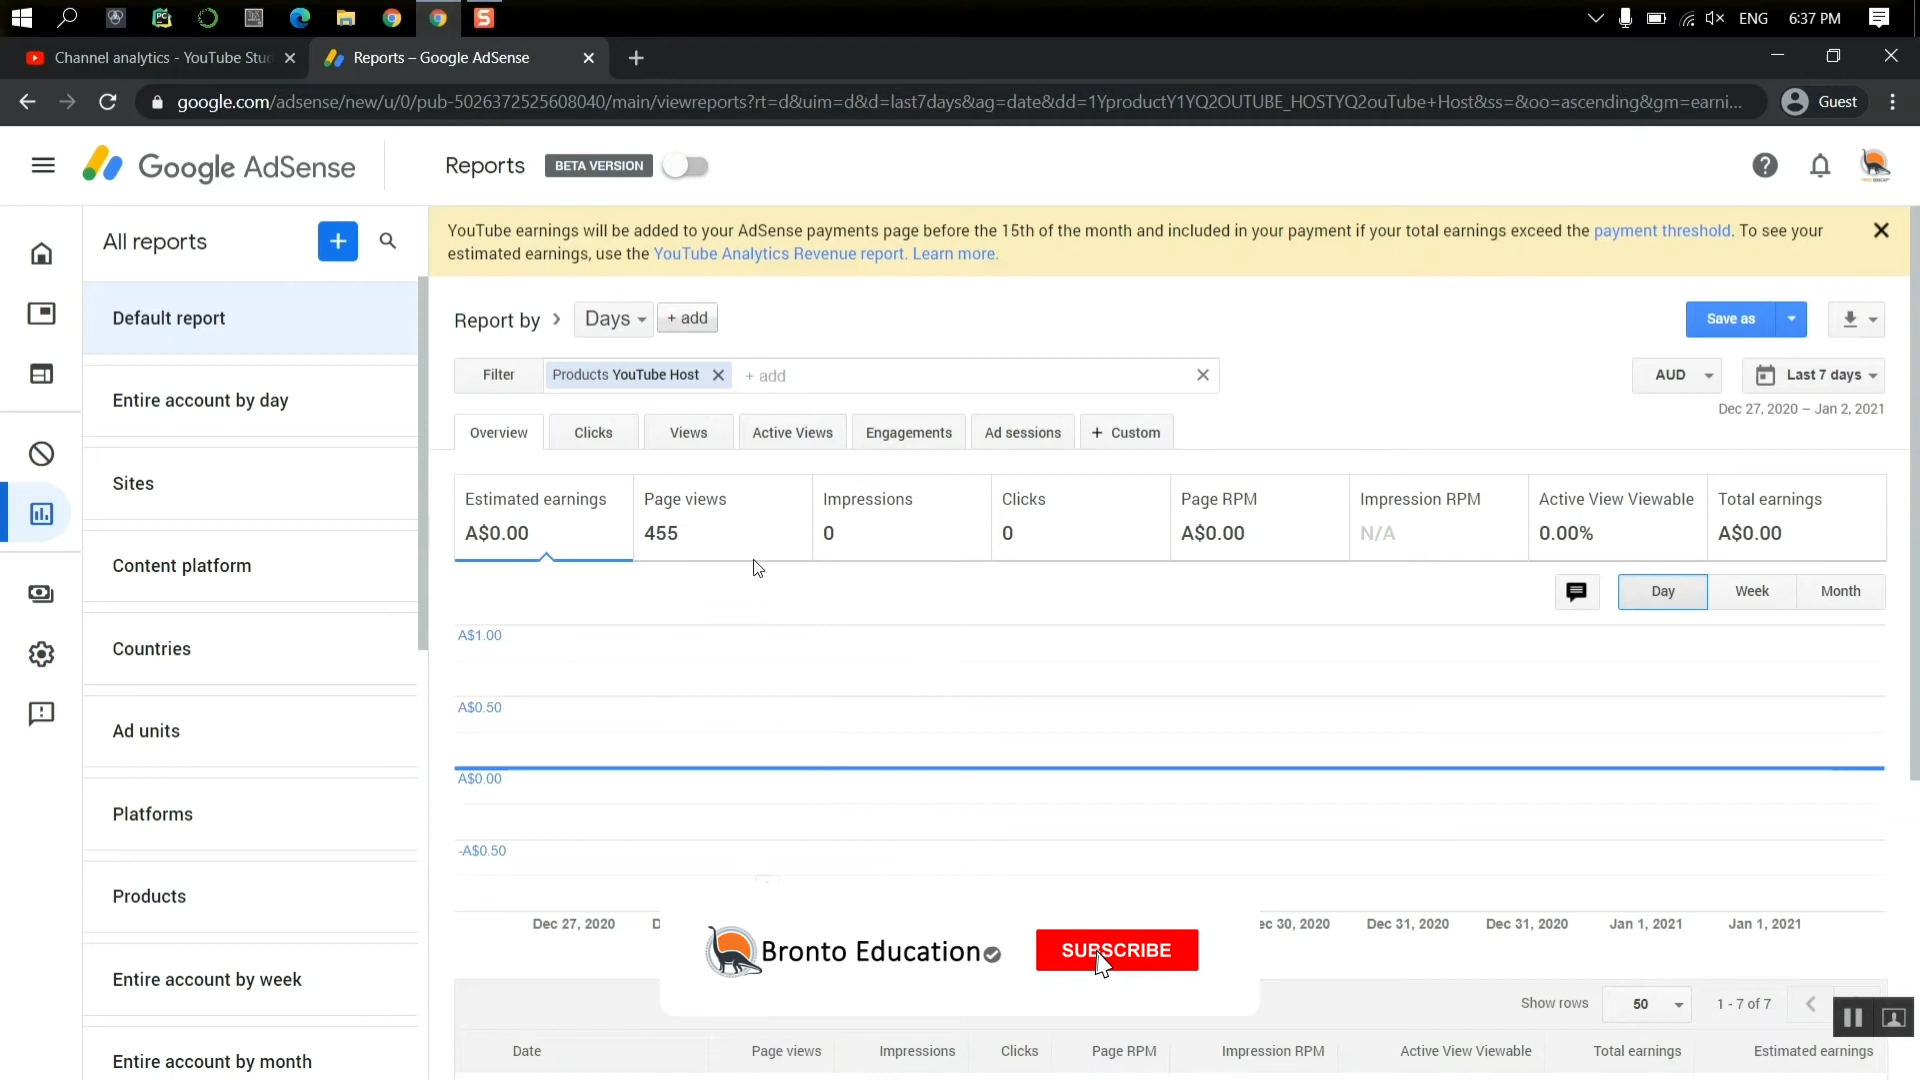 ENG
6:37 PM
Channel analytics - YouTube Stu
Reports – Google AdSense
google.com/adsense/new/u/0/pub-5026372525608040/main/viewreports?rt=d&uim=d&d=last7days&ag=date&dd=1YproductY1YQ2OUTUBE_HOSTYQ2ouTube+Host&ss=&oo=ascending&gm=earni...
Guest
Google AdSense
Reports
BETA VERSION
All reports
+
YouTube earnings will be added to your AdSense payments page before the 15th of the month and included in your payment if your total earnings exceed the payment threshold. To see your
estimated earnings, use the YouTube Analytics Revenue report. Learn more.
Default report
Entire account by day
Sites
Content platform
Countries
Ad units
Platforms
Products
Entire account by week
Entire account by month
Report by › Days + add
Save as
Filter Products YouTube Host + add
AUD
Last 7 days
Dec 27, 2020 – Jan 2, 2021
Overview Clicks Views Active Views Engagements Ad sessions + Custom
Estimated earnings Page views Impressions Clicks Page RPM Impression RPM Active View Viewable Total earnings
A$0.00 455 0 0 A$0.00 N/A 0.00% A$0.00
Day Week Month
A$1.00
A$0.50
A$0.00
-A$0.50
Dec 27, 2020 D ec 30, 2020 Dec 31, 2020 Dec 31, 2020 Jan 1, 2021 Jan 1, 2021
Bronto Education
SUBSCRIBE
Show rows 50 1 - 7 of 7
Date Page views Impressions Clicks Page RPM Impression RPM Active View Viewable Total earnings Estimated earnings